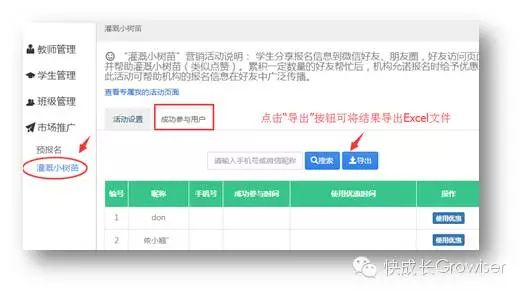 灌溉小树苗
教师管理
学生管理
班级管理
市场推广
预报名
灌溉小树苗
“灌溉小树苗”营销活动说明： 学生分享报名信息到微信好友、朋友圈，好友访问页面
并帮助灌溉小树苗（类似点赞）。累积一定数量的好友帮忙后，机构允诺报名时给予优惠
此活动可帮助机构的报名信息在好友中广泛传播。
查看专属我的活动页面
活动设置 成功参与用户
点击“导出”按钮可将结果导出Excel文件
请输入手机号或微信昵称 搜索 导出
编号 昵称 手机号 成功参与时间 使用优惠时间 操作
1 don 使用优惠
2 侬小囍~ 使用优惠
快成长Growiser